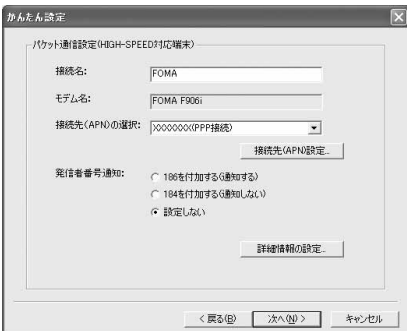 かんたん設定
パケット通信設定(HIGH-SPEED対応端末)
接続名: FOMA
モデム名: FOMA F906i
接続先(APN)の選択: XXXXXXX(PPP接続)
接続先(APN)設定...
発信者番号通知: 186を付加する(通知する)
184を付加する(通知しない)
設定しない
詳細情報の設定...
< 戻る(B) 次へ(N) > キャンセル